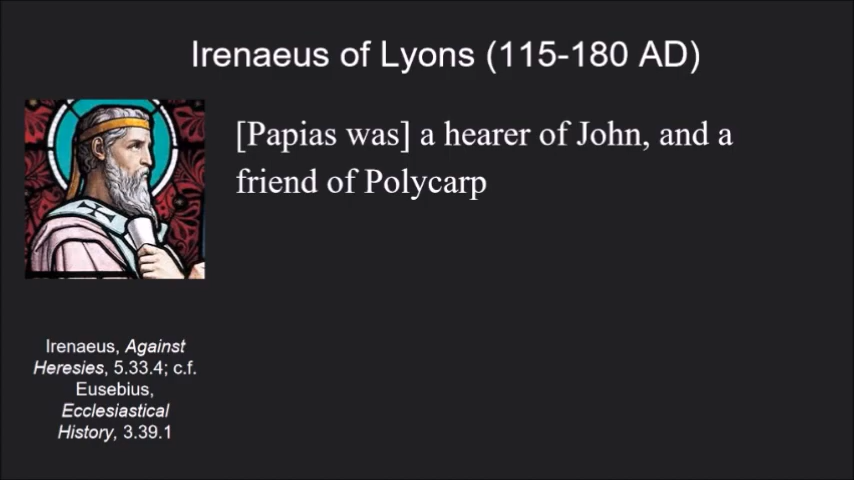 Irenaeus of Lyons (115-180 AD)
[Papias was] a hearer of John, and a
friend of Polycarp
Irenaeus, Against
Heresies, 5.33.4; c.f.
Eusebius,
Ecclesiastical
History, 3.39.1